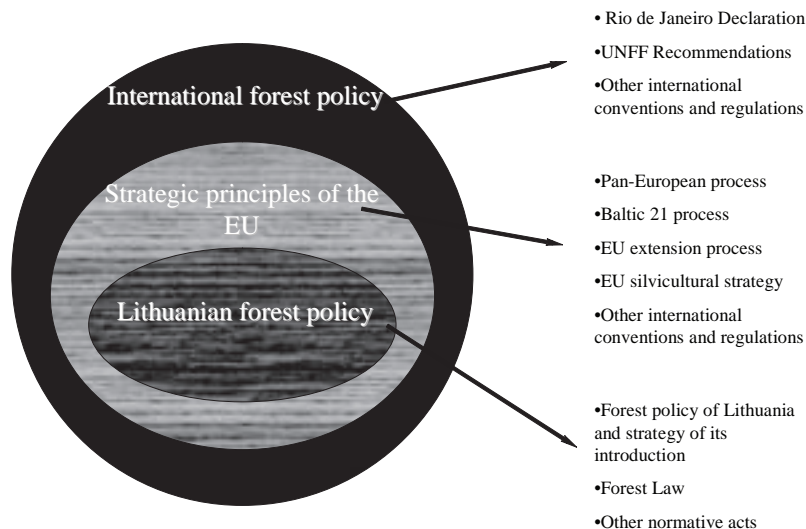 International forest policy
Strategic principles of the
EU
Lithuanian forest policy
• Rio de Janeiro Declaration
•UNFF Recommendations
•Other international
conventions and regulations
•Pan-European process
•Baltic 21 process
•EU extension process
•EU silvicultural strategy
•Other international
conventions and regulations
•Forest policy of Lithuania
and strategy of its
introduction
•Forest Law
•Other normative acts